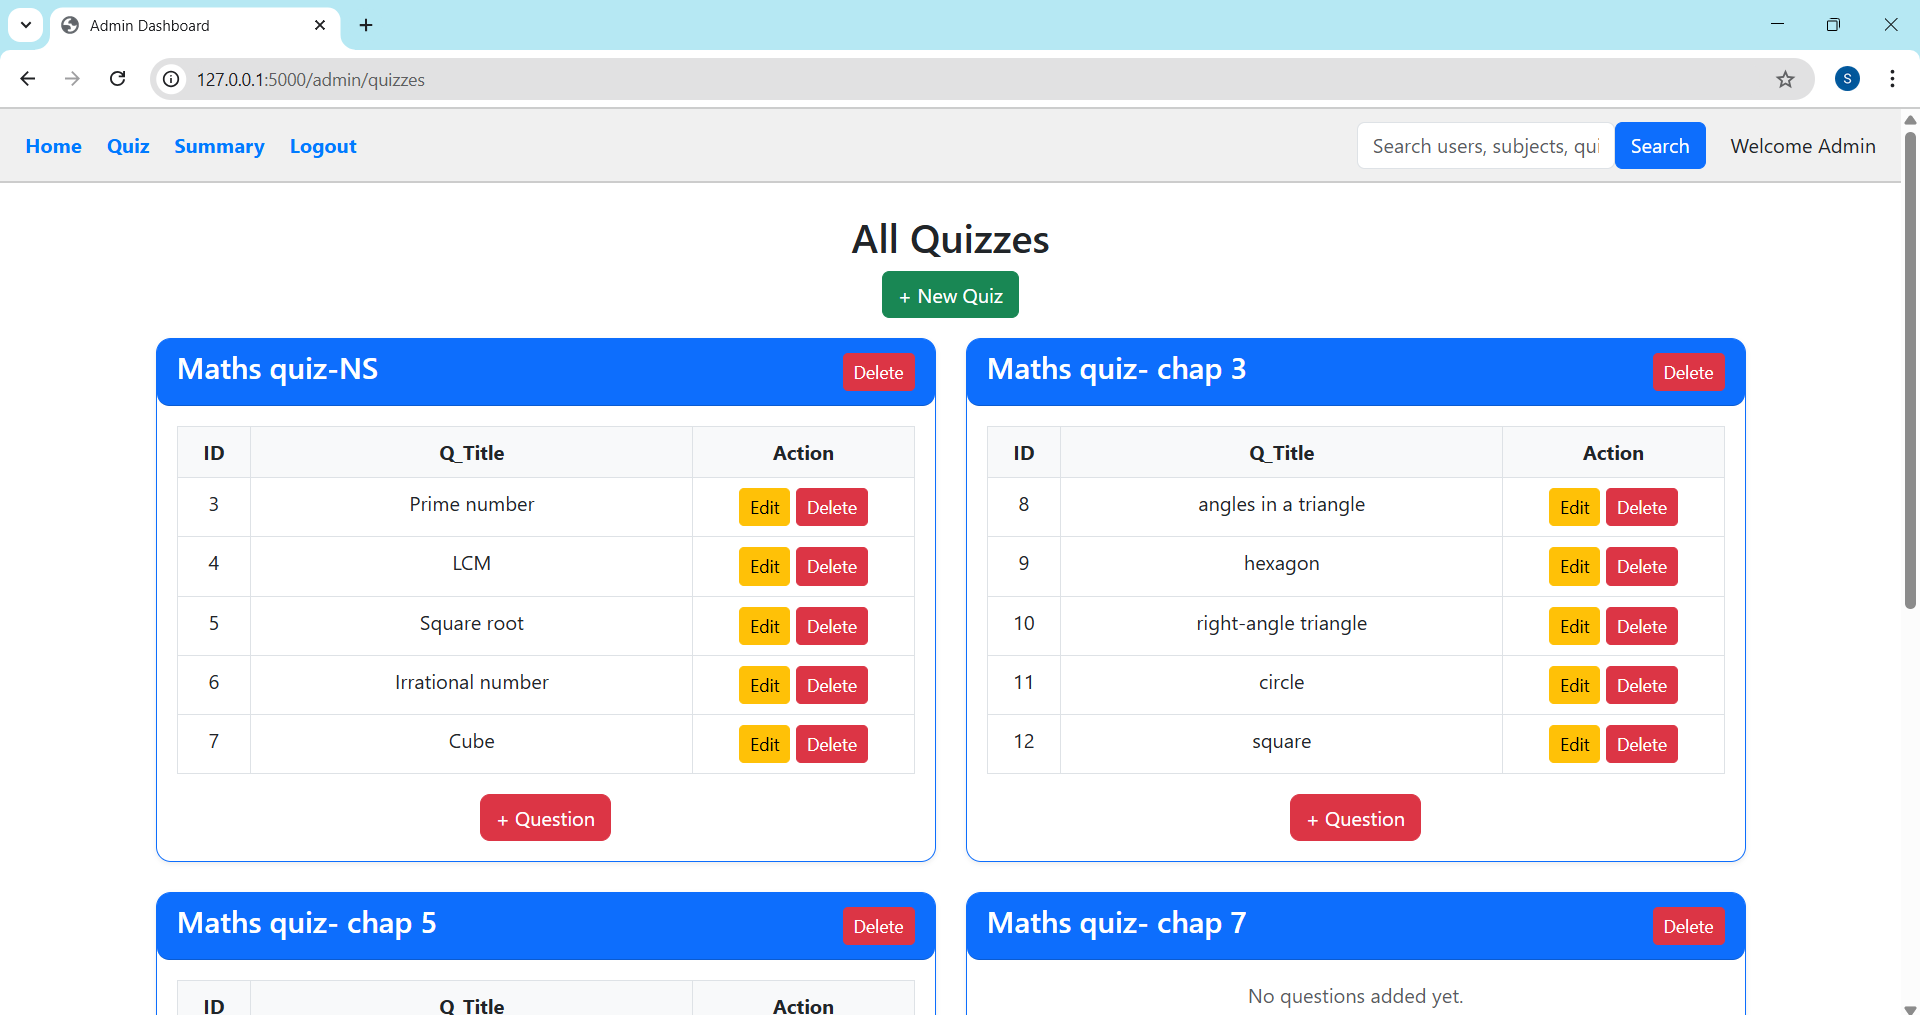 Admin Dashboard
127.0.0.1:5000/admin/quizzes
S
Home Quiz Summary Logout
Search users, subjects, qui
Search
Welcome Admin
All Quizzes
+ New Quiz
Maths quiz-NS
Delete
ID Q_Title Action
3 Prime number Edit Delete
4 LCM Edit Delete
5 Square root Edit Delete
6 Irrational number Edit Delete
7 Cube Edit Delete
+ Question
Maths quiz- chap 3
Delete
ID Q_Title Action
8 angles in a triangle Edit Delete
9 hexagon Edit Delete
10 right-angle triangle Edit Delete
11 circle Edit Delete
12 square Edit Delete
+ Question
Maths quiz- chap 5
Delete
ID Q_Title Action
Maths quiz- chap 7
Delete
No questions added yet.